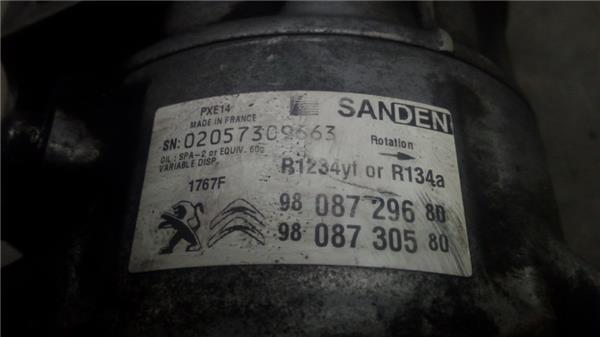 PXE14
MADE IN FRANCE
SANDEN
SN: 02057309663
OIL : SPA-2 or EQUIV. 60g
VARIABLE DISP.
Rotation
R1234yf or R134a
1767F
98 087 296 80
98 087 305 80